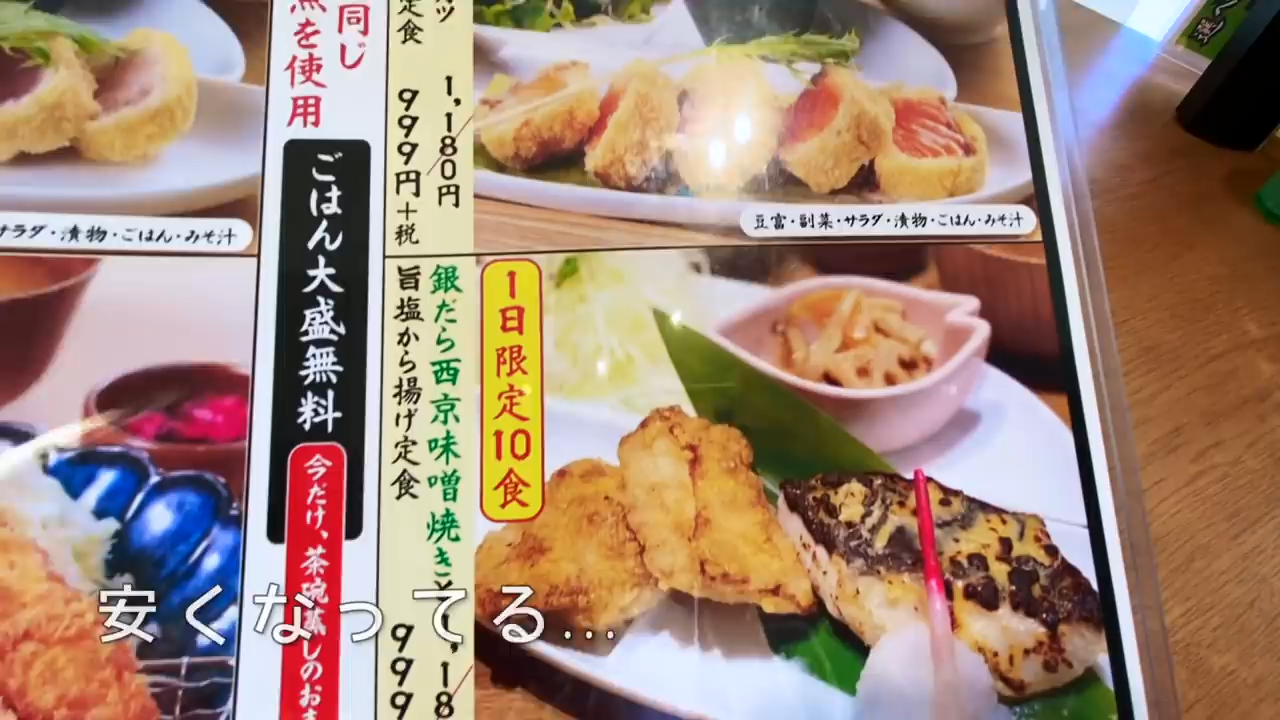 同じ
を使用
ごはん大盛無料
今だけ、茶碗蒸しのおま
定食
1,180円
999円+税
豆富・副菜・サラダ・漬物・ごはん・みそ汁
サラダ・漬物・ごはん・みそ汁
1日限定10食
銀だら西京味噌焼きと
旨塩から揚げ定食
999
安くなってる...